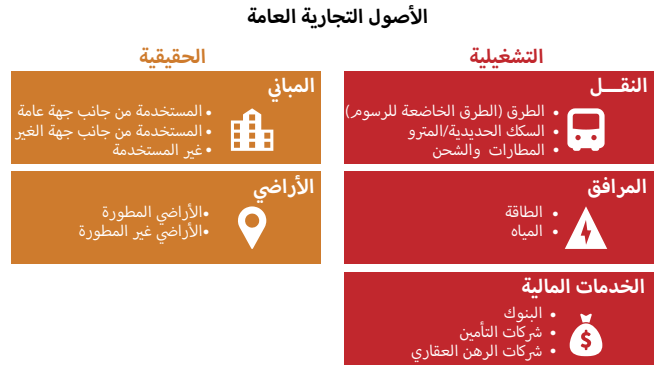 الأصول التجارية العامة
التشغيلية
النقـــل
• الطرق (الطرق الخاضعة للرسوم)
• السكك الحديدية/المترو
• المطارات والشحن
المرافق
• الطاقة
• المياه
الخدمات المالية
• البنوك
• شركات التأمين
• شركات الرهن العقاري
الحقيقية
المباني
• المستخدمة من جانب جهة عامة
• المستخدمة من جانب جهة الغير
• غير المستخدمة
الأراضي
•الأراضي المطورة
•الأراضي غير المطورة